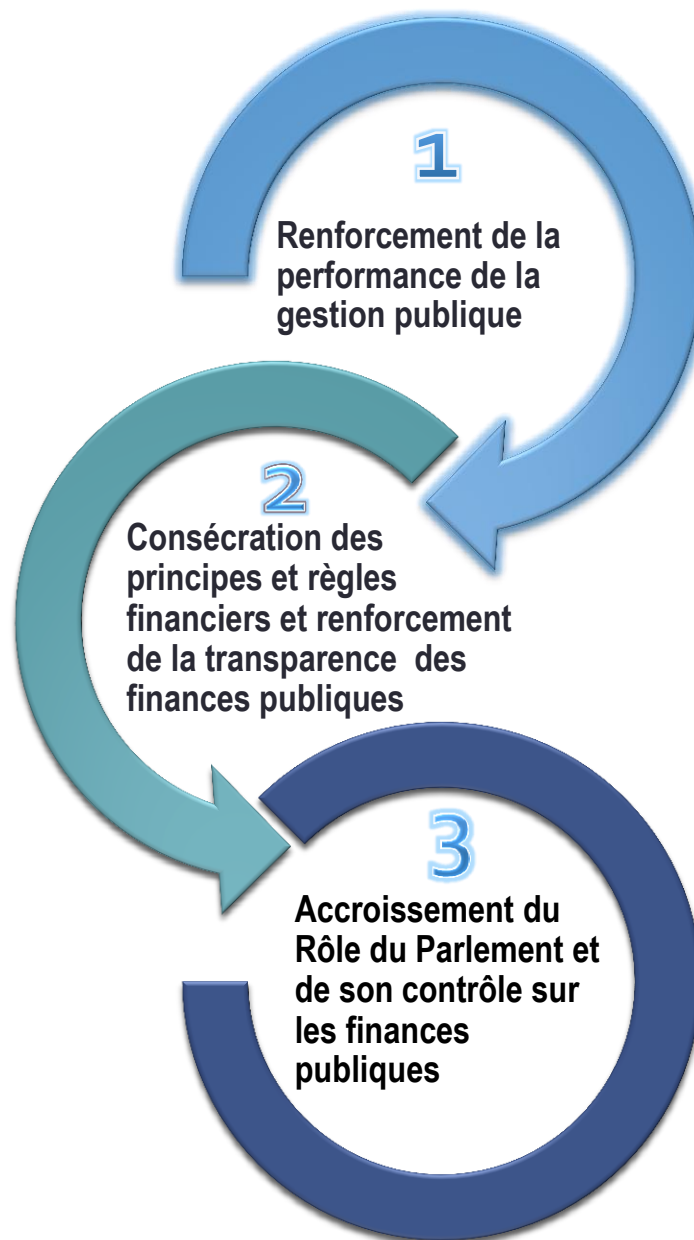 1
Renforcement de la
performance de la
gestion publique
2
Consécration des
principes et règles
financiers et renforcement
de la transparence des
finances publiques
3
Accroissement du
Rôle du Parlement et
de son contrôle sur
les finances
publiques